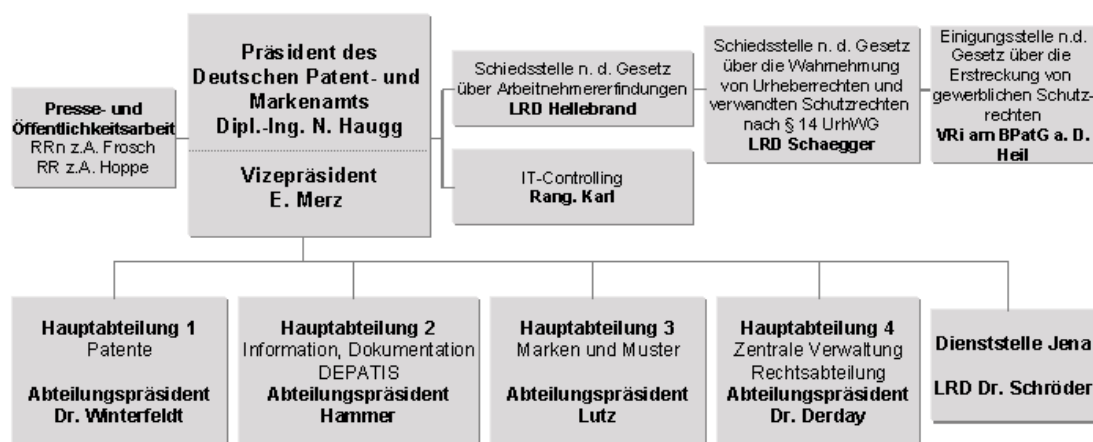 Präsident des
Deutschen Patent- und
Markenamts
Dipl.-Ing. N. Haugg
Vizepräsident
E. Merz
Presse- und
Öffentlichkeitsarbeit
RRn z.A. Frosch
RR z.A. Hoppe
Schiedsstelle n. d. Gesetz
über Arbeitnehmererfindungen
LRD Hellebrand
Schiedsstelle n. d. Gesetz
über die Wahrnehmung
von Urheberrechten und
verwandten Schutzrechten
nach § 14 UrhWG
LRD Schaegger
Einigungsstelle n.d.
Gesetz über die
Erstreckung von
gewerblichen Schutz-
rechten
VRi am BPatG a. D.
Heil
IT-Controlling
Rang. Karl
Hauptabteilung 1
Patente
Abteilungspräsident
Dr. Winterfeldt
Hauptabteilung 2
Information, Dokumentation
DEPATIS
Abteilungspräsident
Hammer
Hauptabteilung 3
Marken und Muster
Abteilungspräsident
Lutz
Hauptabteilung 4
Zentrale Verwaltung
Rechtsabteilung
Abteilungspräsident
Dr. Derday
Dienststelle Jena
LRD Dr. Schröder